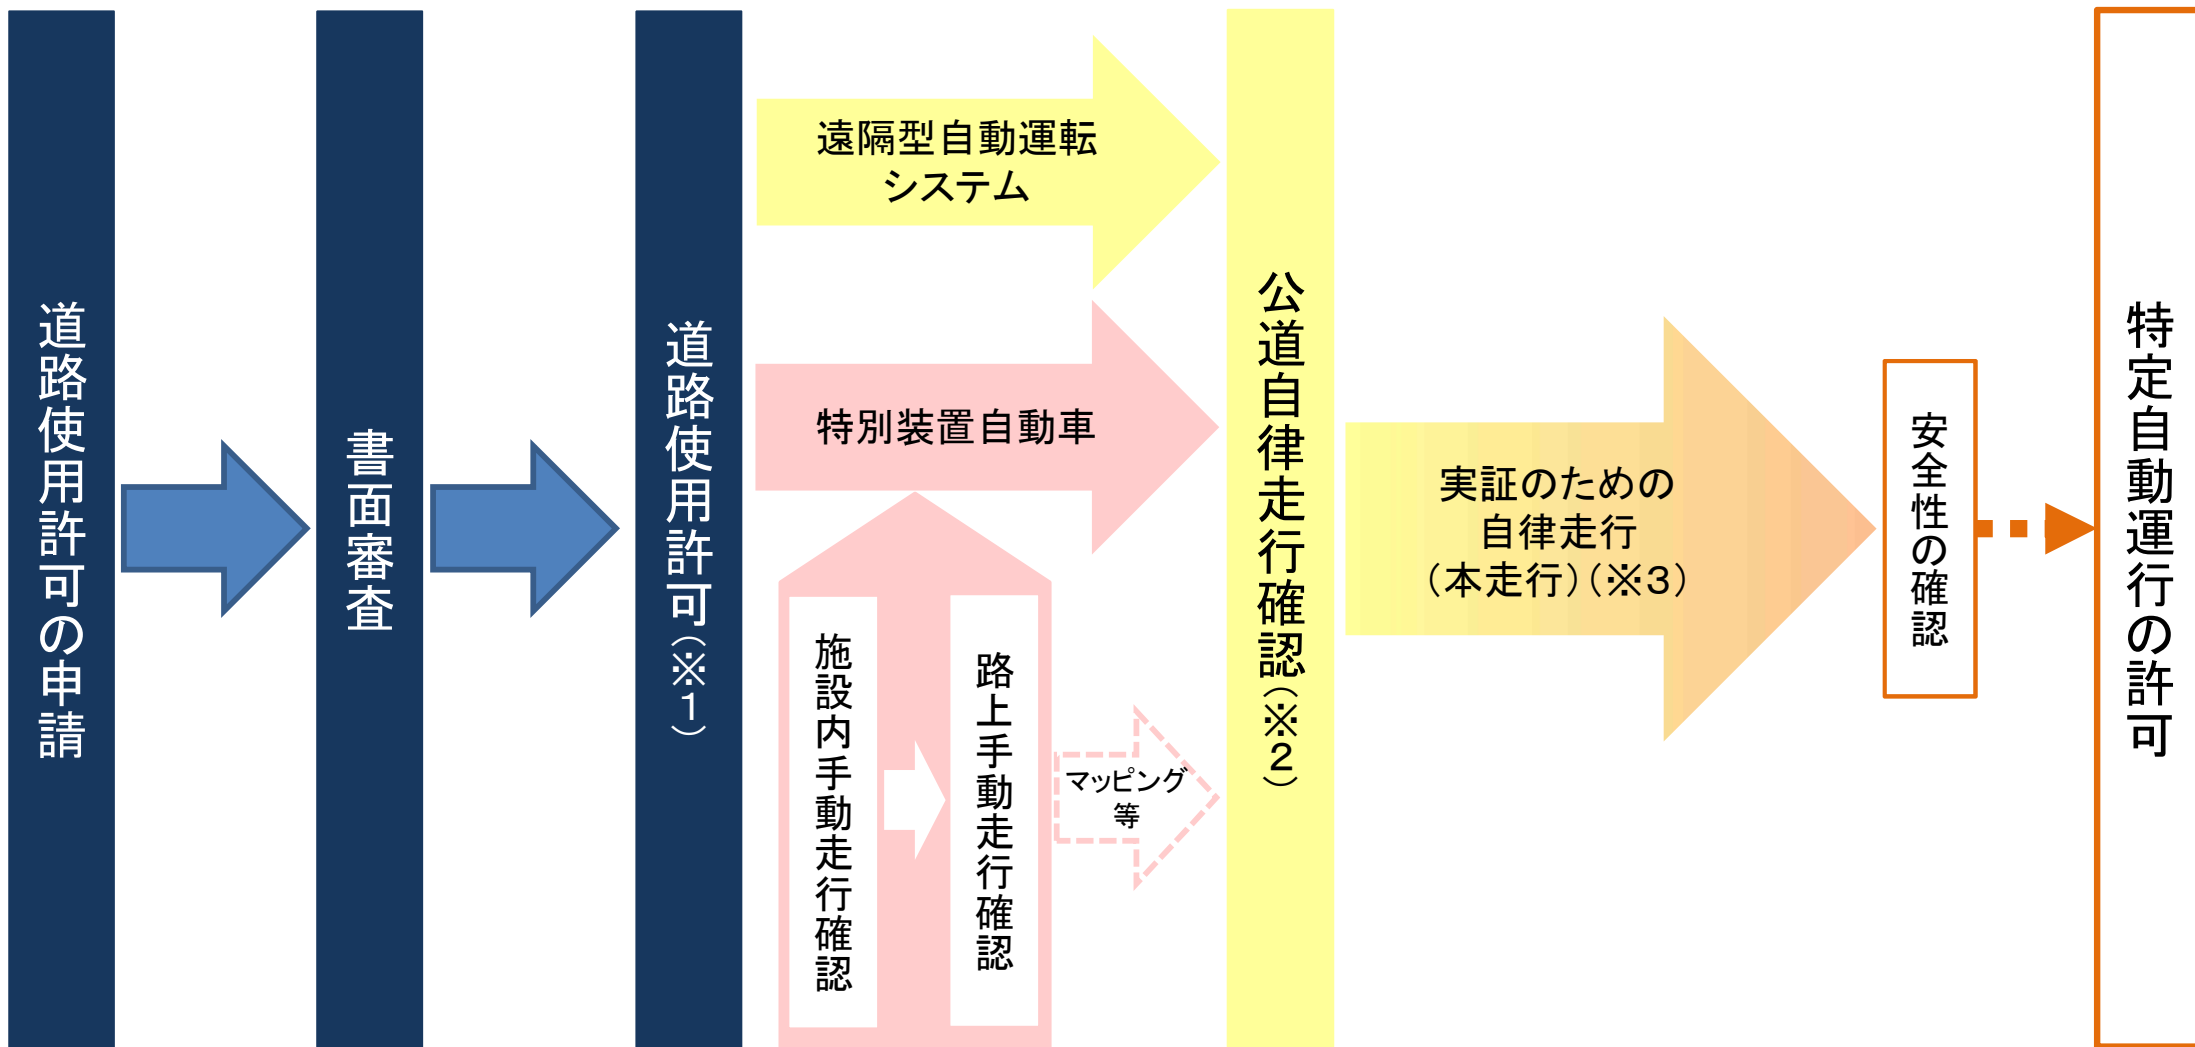 道路使用許可の申請
書面審査
道路使用許可（※１）
遠隔型自動運転
システム
特別装置自動車
施設内手動走行確認
路上手動走行確認
マッピング
等
公道自律走行確認（※２）
実証のための
自律走行
（本走行）（※３）
安全性の確認
特定自動運行の許可